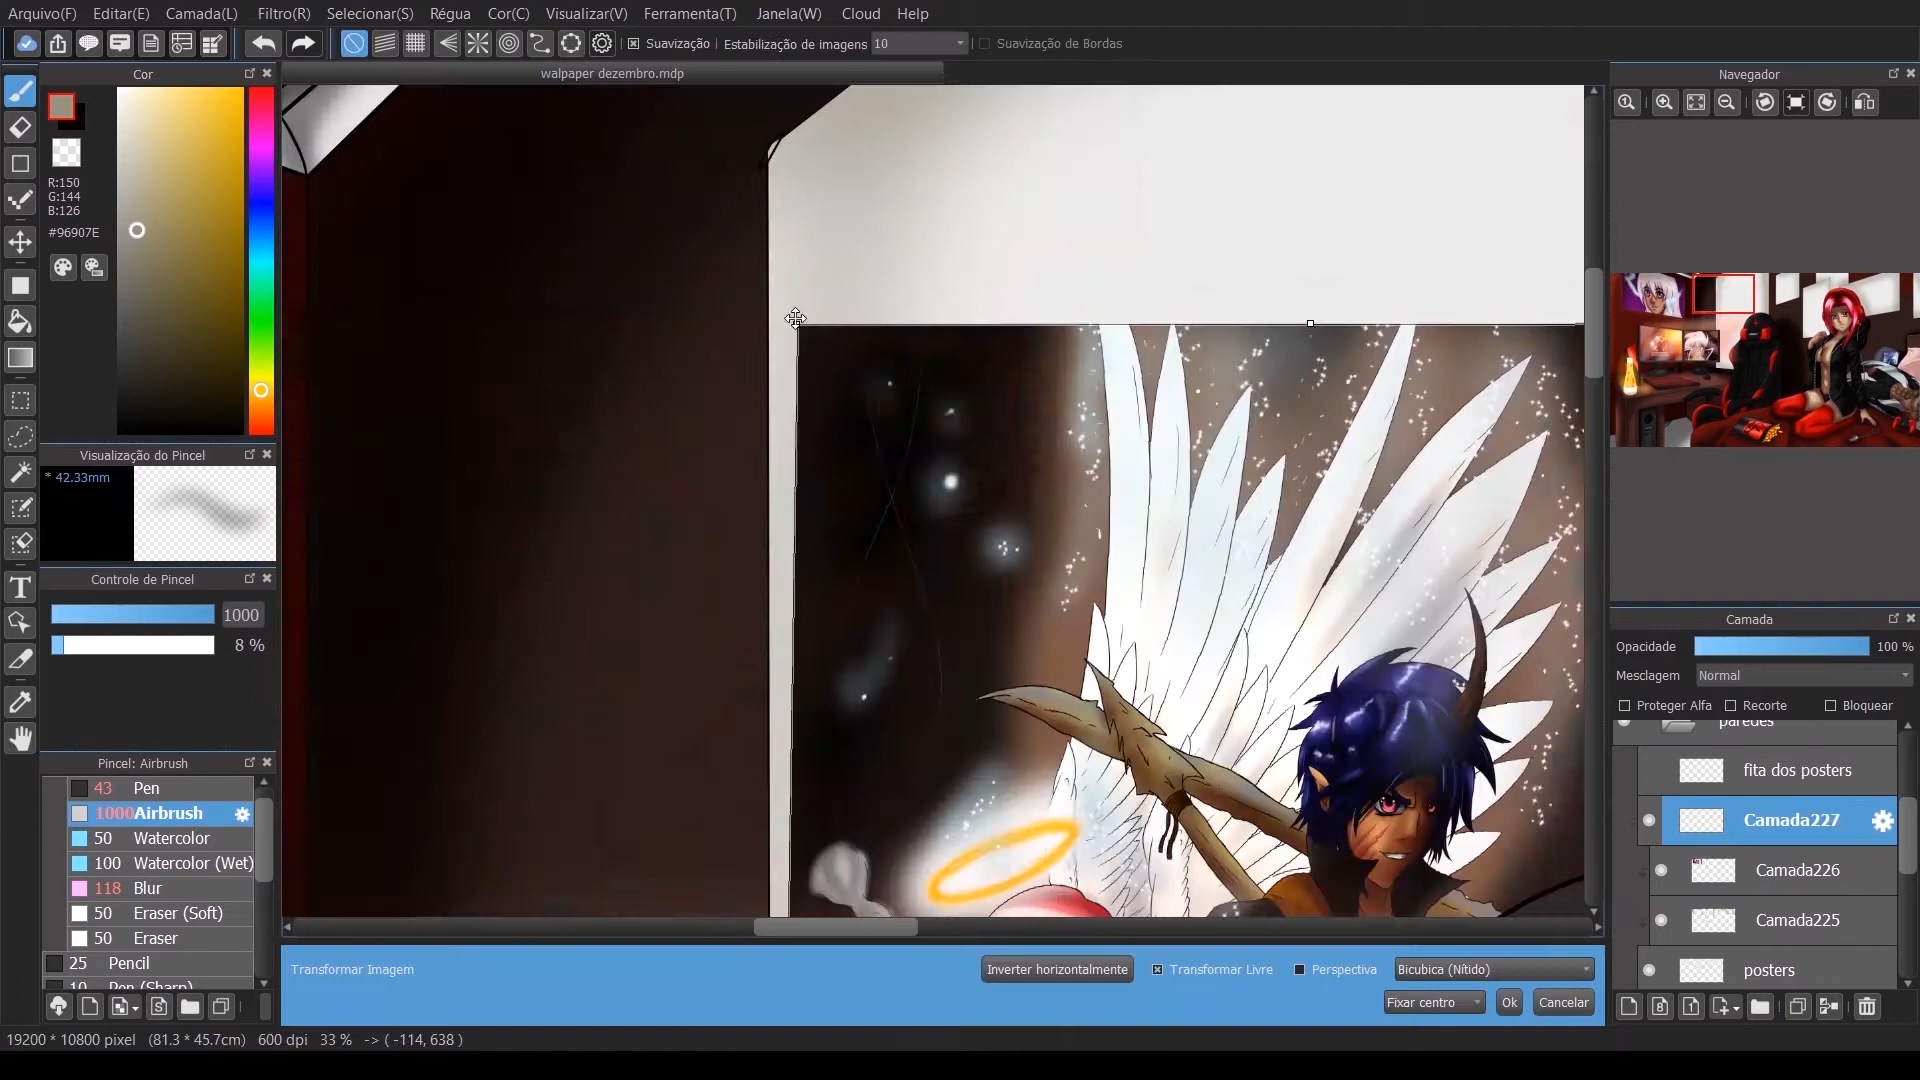 Arquivo(F) Editar(E) Camada(L) Filtro(R) Selecionar(S) Régua Cor(C) Visualizar(V) Ferramenta(T) Janela(W) Cloud Help
Suavização Estabilização de imagens 10 Suavização de Bordas
Cor
walpaper dezembro.mdp
Navegador
R:150
G:144
B:126
#96907E
Visualização do Pincel
* 42.33mm
Controle de Pincel
1000
8 %
Pincel: Airbrush
43 Pen
1000 Airbrush
50 Watercolor
100 Watercolor (Wet)
118 Blur
50 Eraser (Soft)
50 Eraser
25 Pencil
10 Pen (Sharp)
Camada
Opacidade 100 %
Mesclagem Normal
Proteger Alfa Recorte Bloquear
paredes
fita dos posters
Camada227
Camada226
Camada225
posters
Transformar Imagem
Inverter horizontalmente Transformar Livre Perspectiva Bicubica (Nítido)
Fixar centro Ok Cancelar
19200 * 10800 pixel (81.3 * 45.7cm) 600 dpi 33 % -> ( -114, 638 )